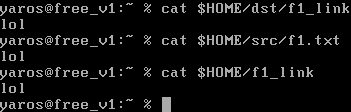 yaros@free_v1:~ % cat $HOME/dst/f1_link
lol
yaros@free_v1:~ % cat $HOME/src/f1.txt
lol
yaros@free_v1:~ % cat $HOME/f1_link
lol
yaros@free_v1:~ %